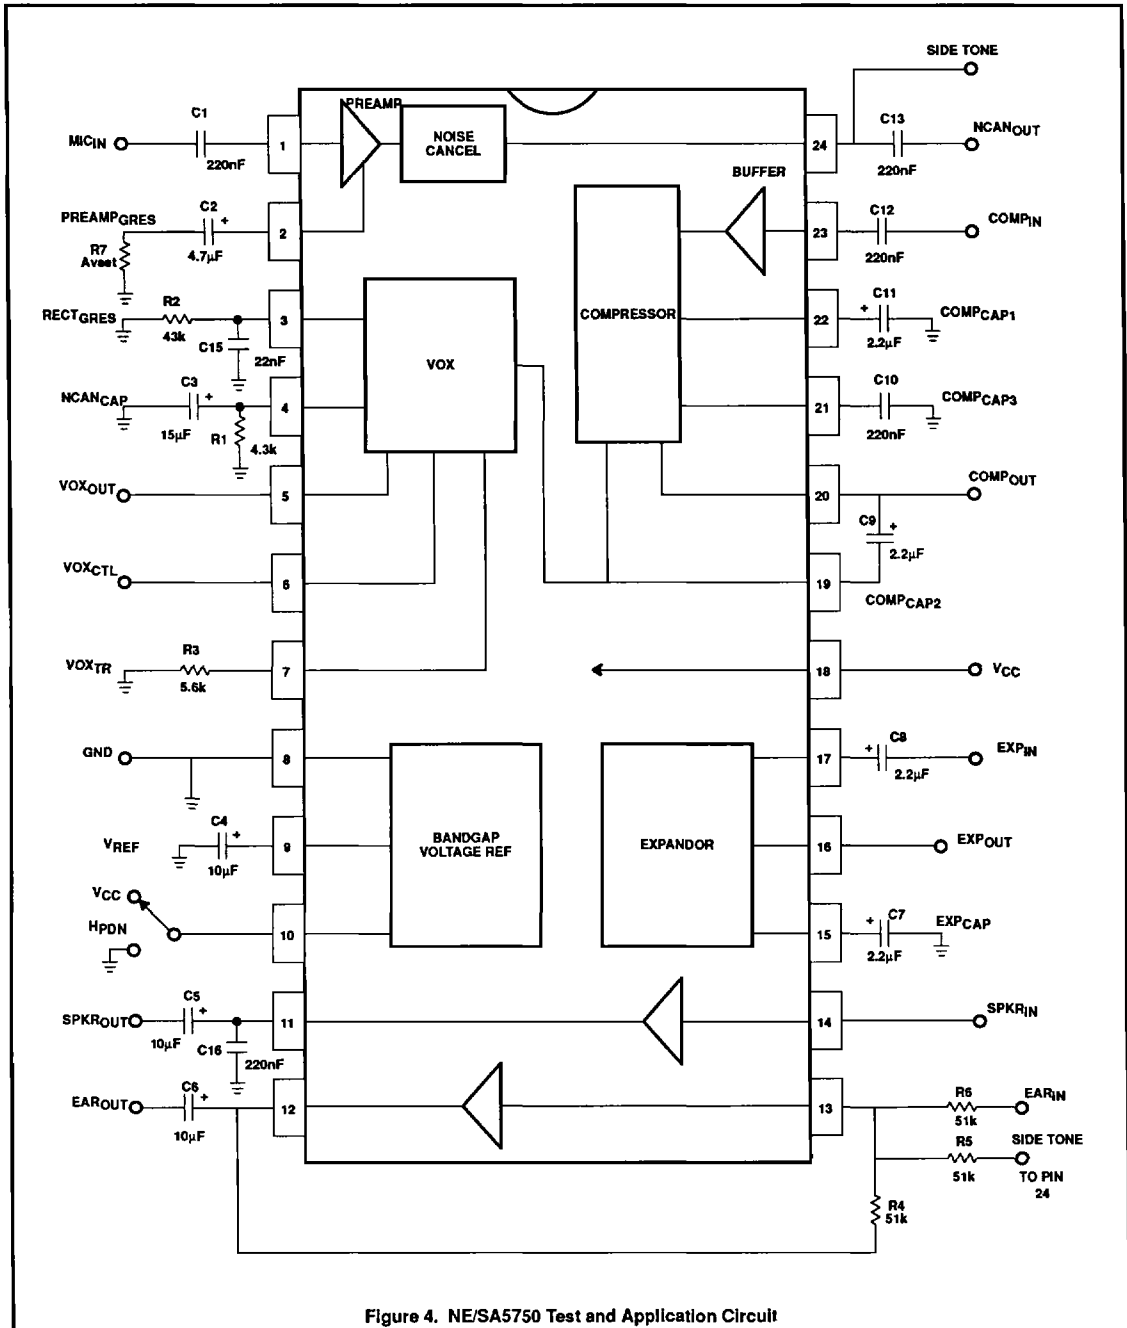 SIDE TONE
MICIN
C1
220nF
1
PREAMP
NOISE
CANCEL
24
C13
220nF
NCANOUT
PREAMPGRES
R7
Avset
C2
+
4.7µF
2
BUFFER
23
C12
220nF
COMPIN
RECTGRES
R2
43k
C15
22nF
3
VOX
COMPRESSOR
22
+
C11
2.2µF
COMPCAP1
NCANCAP
C3
+
15µF
R1
4.3k
4
21
C10
220nF
COMPCAP3
VOXOUT
5
20
COMPOUT
C9
+
2.2µF
VOXCTL
6
19
COMPCAP2
VOXTR
R3
5.6k
7
18
VCC
GND
8
17
+
C8
2.2µF
EXPIN
VREF
C4
+
10µF
9
BANDGAP
VOLTAGE REF
EXPANDOR
16
EXPOUT
VCC
HPDN
10
15
+
C7
2.2µF
EXPCAP
SPKROUT
C5
+
10µF
C16
220nF
11
14
SPKRIN
EAROUT
C6
+
10µF
12
13
R6
51k
EARIN
R5
51k
SIDE TONE
TO PIN
24
R4
51k
Figure 4. NE/SA5750 Test and Application Circuit